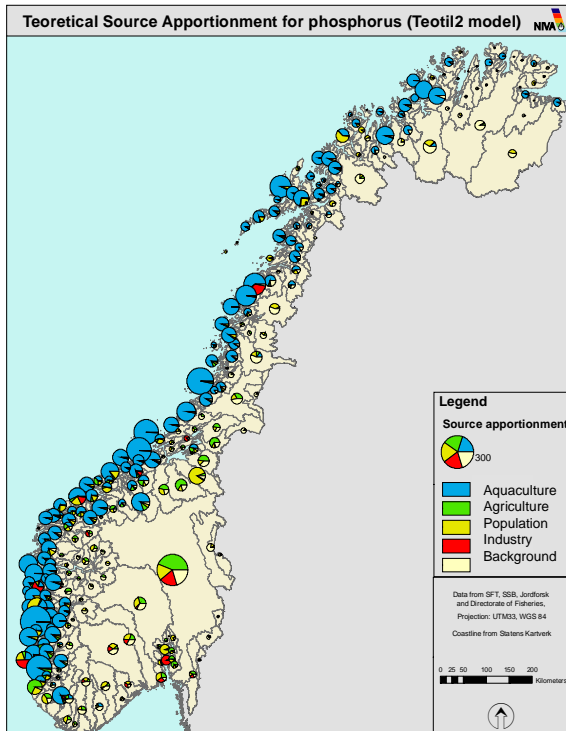 Teoretical Source Apportionment for phosphorus (Teotil2 model)
NIVA
Legend
Source apportionment
300
Aquaculture
Agriculture
Population
Industry
Background
Data from SFT, SSB, Jordforsk
and Directorate of Fisheries,
Projection: UTM33, WGS 84
Coastline from Statens Kartverk
0 25 50 100 150 200
Kilometers